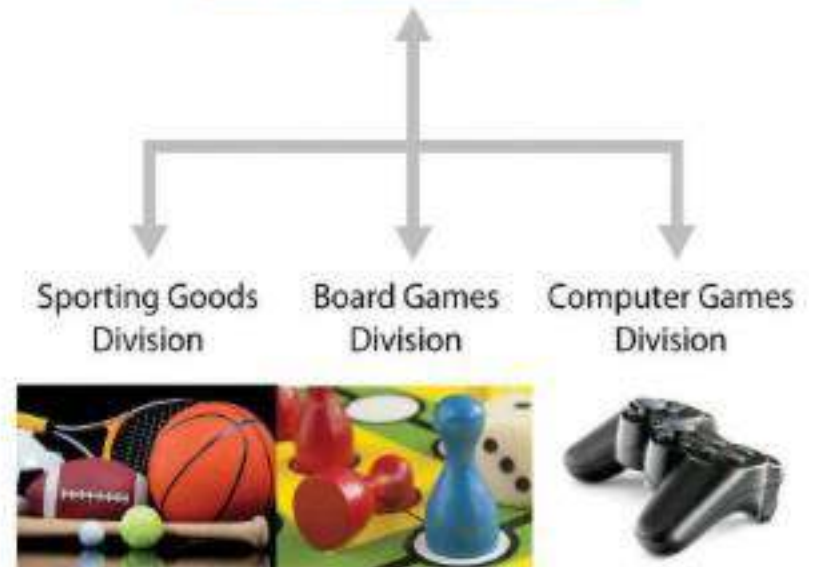 Sporting Goods
Division
Board Games
Division
Computer Games
Division